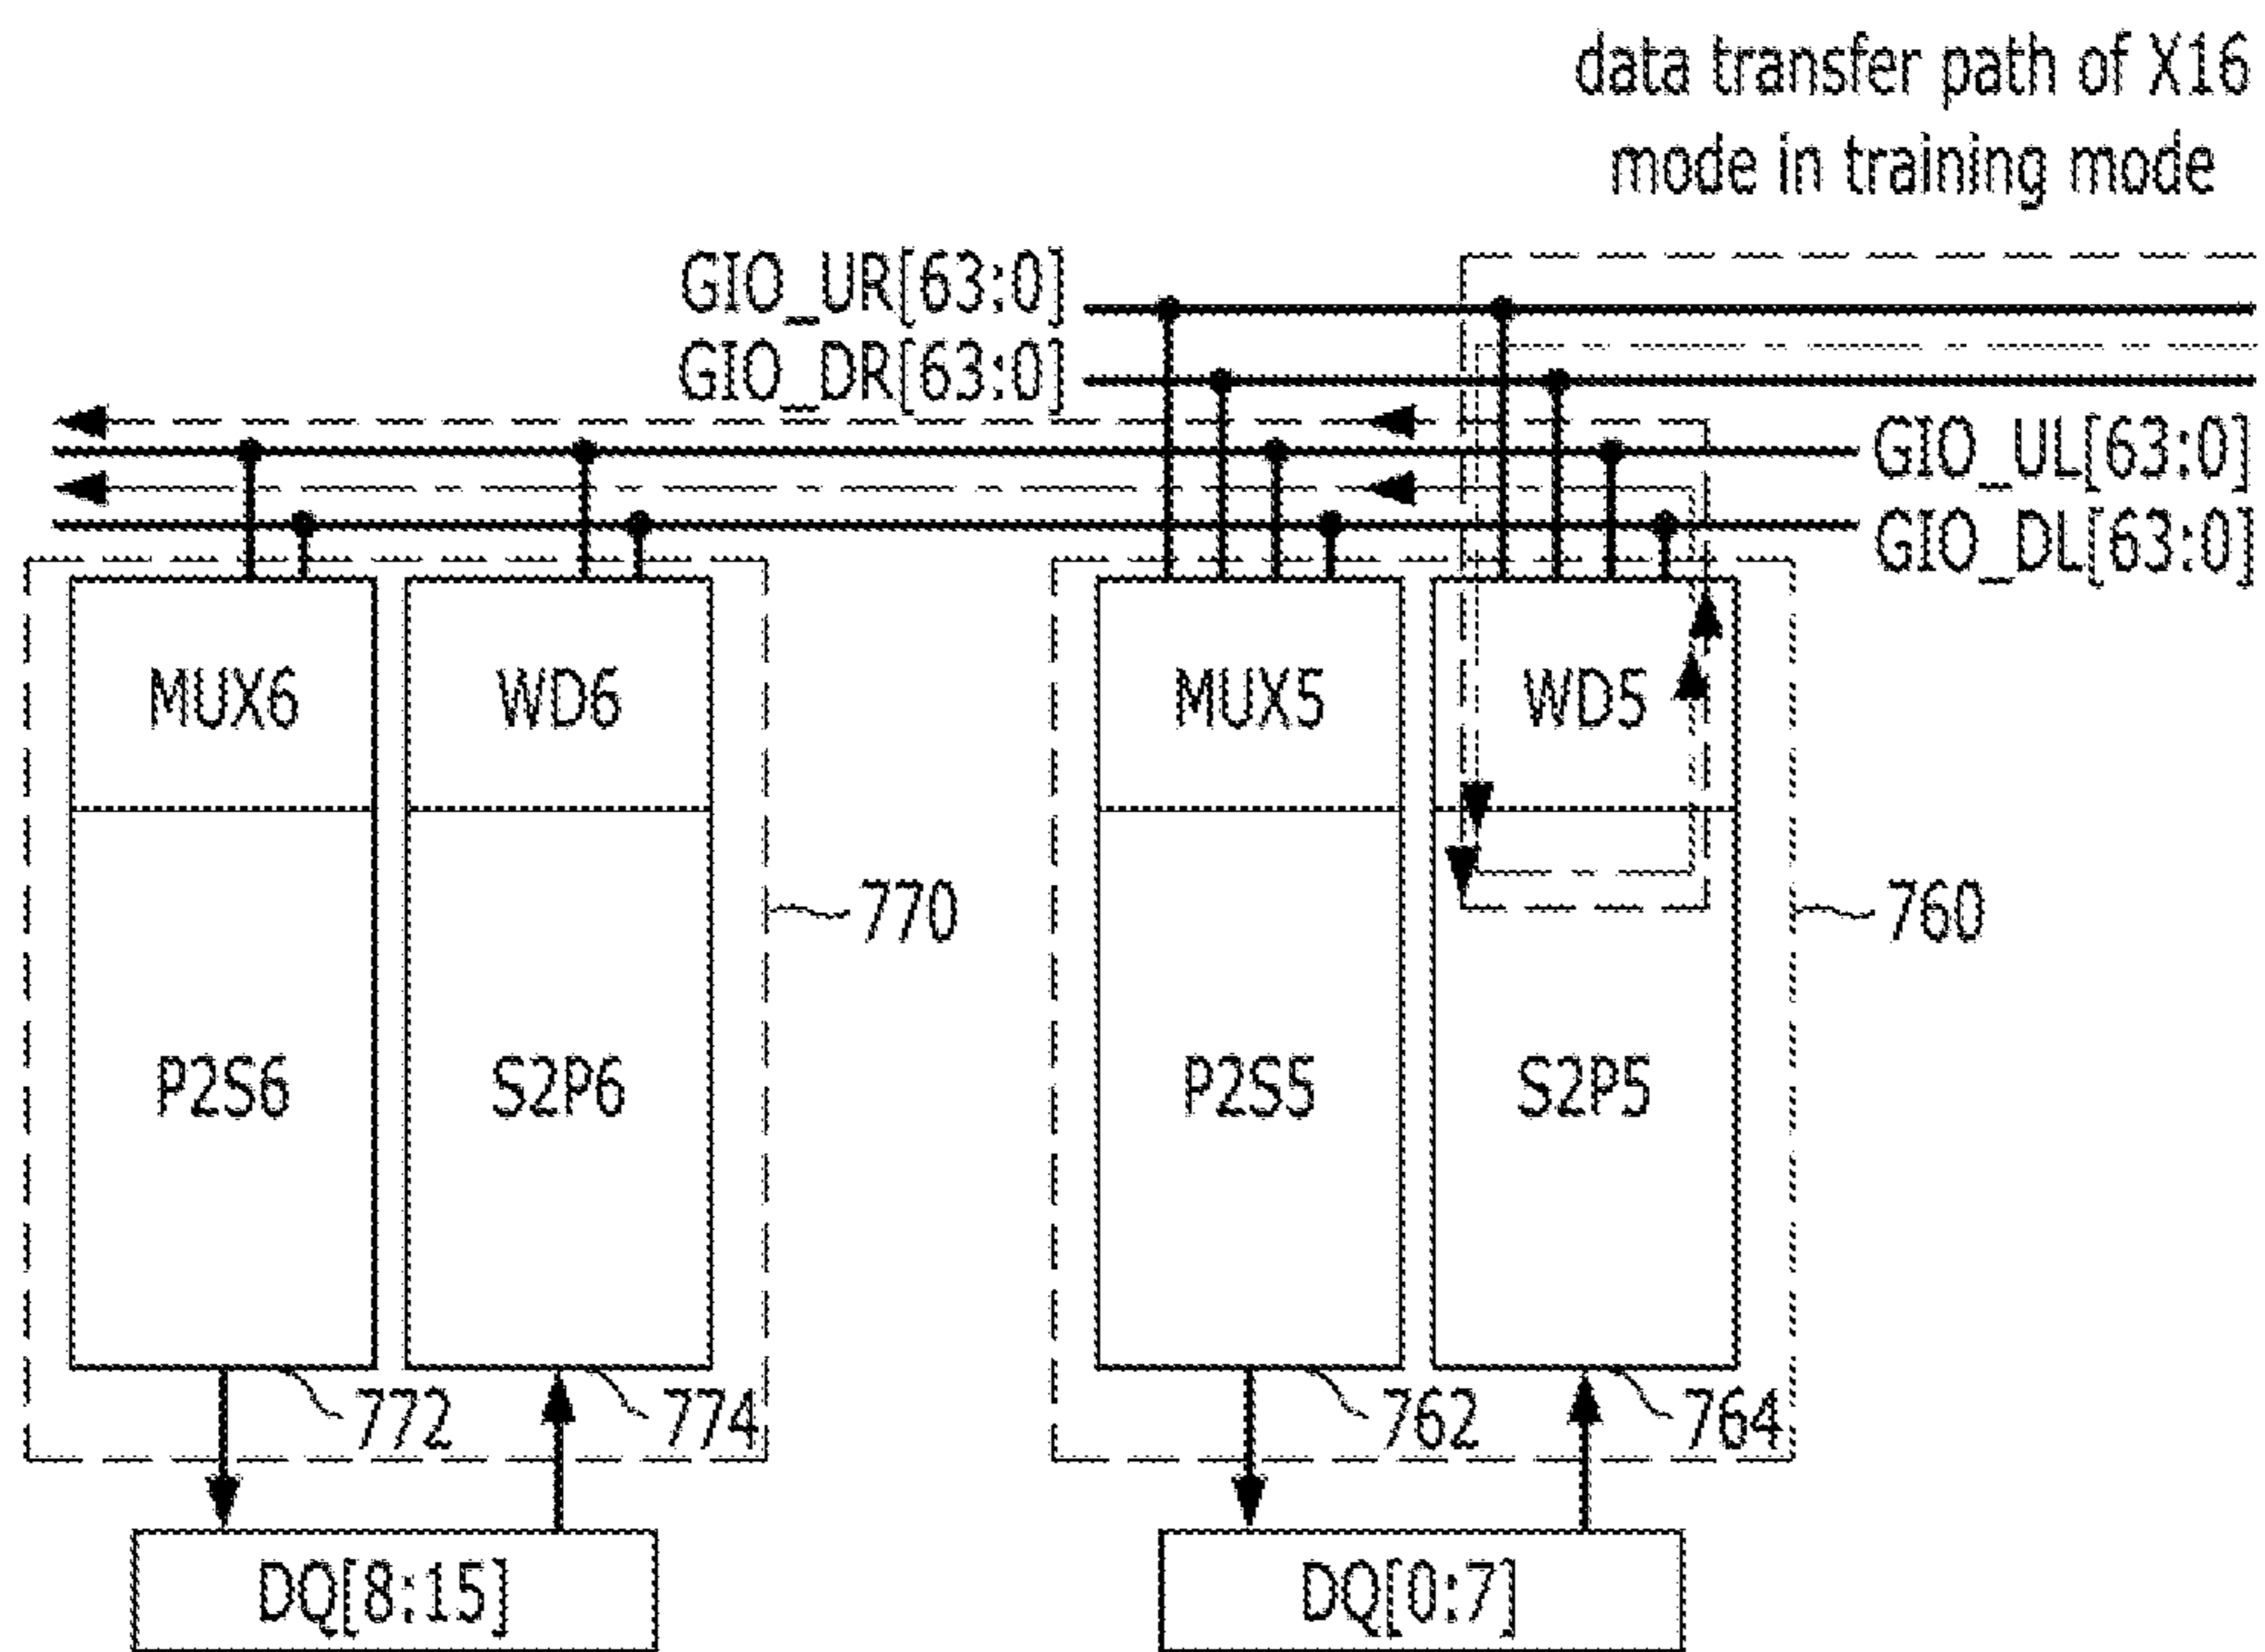 data transfer path of X16
mode in training mode
GIO_UR[63:0]
GIO_DR[63:0]
GIO_UL[63:0]
GIO_DL[63:0]
MUX6
WD6
MUX5
WD5
770
760
P2S6
S2P6
P2S5
S2P5
772
774
762
764
DQ[8:15]
DQ[0:7]